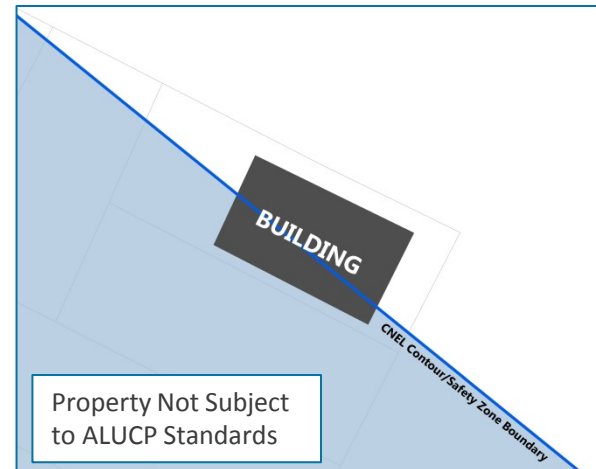 BUILDING
CNEL Contour/Safety Zone Boundary
Property Not Subject
to ALUCP Standards